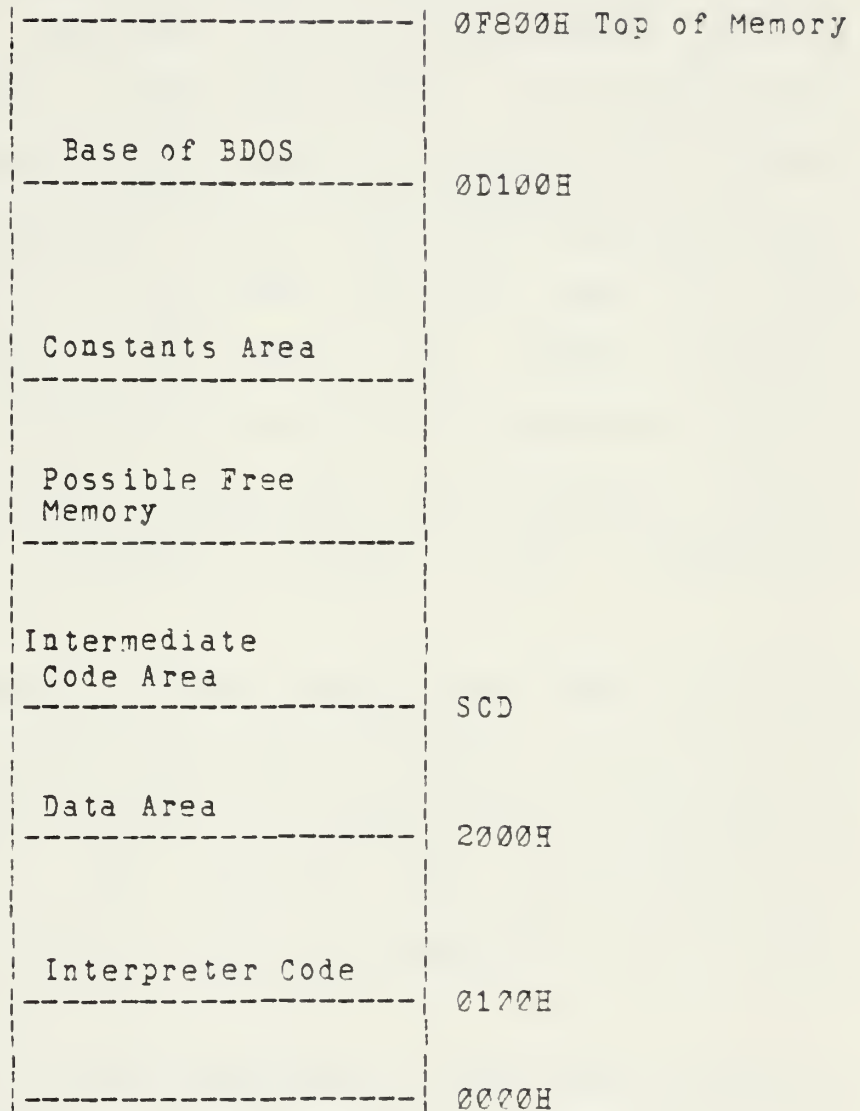 0F800H Top of Memory
Base of BDOS
0D100H
Constants Area
Possible Free
Memory
Intermediate
Code Area
SCD
Data Area
2000H
Interpreter Code
0100H
0000H